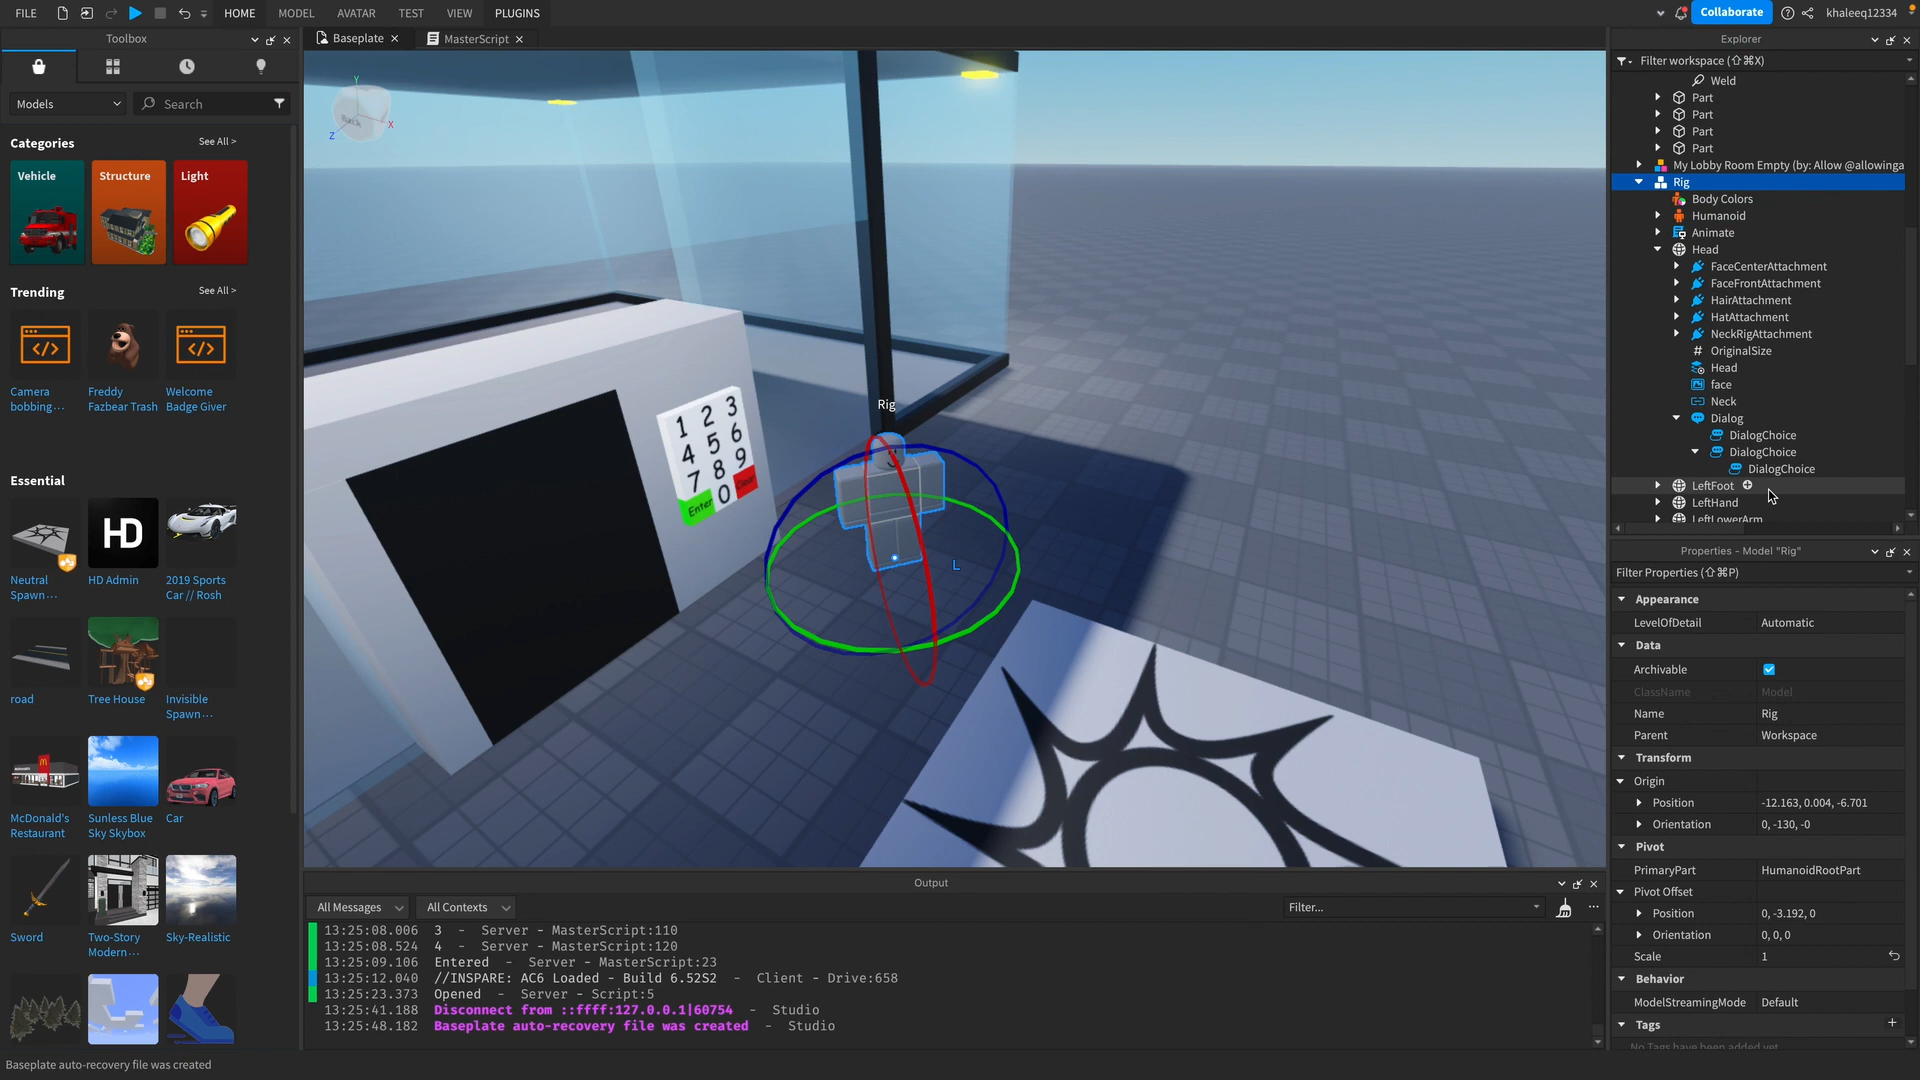 FILE
HOME
MODEL
AVATAR
TEST
VIEW
PLUGINS
Collaborate
khaleeq12334
Toolbox
Models
Search
Categories
See All >
Vehicle
Structure
Light
Trending
See All >
Camera bobbing...
Freddy Fazbear Trash
Welcome Badge Giver
Essential
HD
Neutral Spawn...
HD Admin
2019 Sports Car // Rosh
road
Tree House
Invisible Spawn...
McDonald's Restaurant
Sunless Blue Sky Skybox
Car
Sword
Two-Story Modern...
Sky-Realistic
Baseplate auto-recovery file was created
Baseplate
MasterScript
Y
X
Z
Back
Rig
1 2 3
4 5 6
7 8 9
Enter 0 Clear
L
Output
All Messages
All Contexts
Filter...
13:25:08.006 3 - Server - MasterScript:110
13:25:08.524 4 - Server - MasterScript:120
13:25:09.106 Entered - Server - MasterScript:23
13:25:12.040 //INSPARE: AC6 Loaded - Build 6.52S2 - Client - Drive:658
13:25:23.373 Opened - Server - Script:5
13:25:41.188 Disconnect from ::ffff:127.0.0.1|60754 - Studio
13:25:48.182 Baseplate auto-recovery file was created - Studio
Explorer
Filter workspace (⇧⌘X)
Weld
Part
Part
Part
Part
My Lobby Room Empty (by: Allow @allowinga
Rig
Body Colors
Humanoid
Animate
Head
FaceCenterAttachment
FaceFrontAttachment
HairAttachment
HatAttachment
NeckRigAttachment
OriginalSize
Head
face
Neck
Dialog
DialogChoice
DialogChoice
DialogChoice
LeftFoot
LeftHand
LeftLowerArm
Properties - Model "Rig"
Filter Properties (⇧⌘P)
Appearance
LevelOfDetail Automatic
Data
Archivable
ClassName Model
Name Rig
Parent Workspace
Transform
Origin
Position -12.163, 0.004, -6.701
Orientation 0, -130, -0
Pivot
PrimaryPart HumanoidRootPart
Pivot Offset
Position 0, -3.192, 0
Orientation 0, 0, 0
Scale 1
Behavior
ModelStreamingMode Default
Tags
No Tags have been added yet